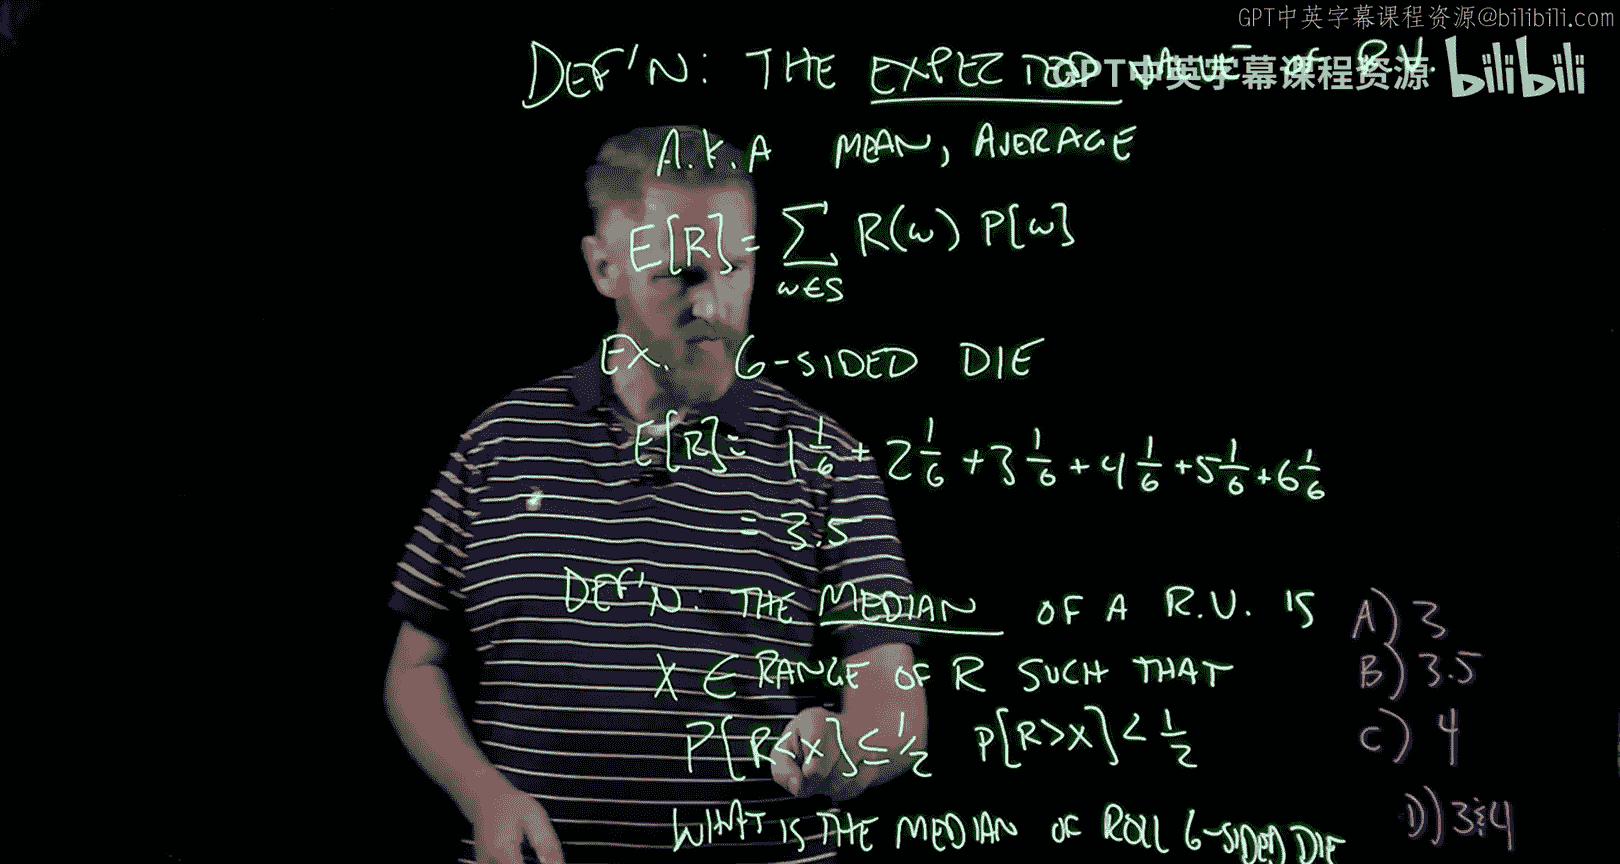 GPT中英字幕课程资源@bilibili.com
DEF'N: THE EXPECTED VALUE OF R.V.
GPT中英字幕课程资源 bilibili
A.K.A MEAN, AVERAGE
E[R] = ∑ R(ω) P[ω]
ω∈S
EX. 6-SIDED DIE
E[R] = 1 1/6 + 2 1/6 + 3 1/6 + 4 1/6 + 5 1/6 + 6 1/6
= 3.5
DEF'N: THE MEDIAN OF A R.V. IS
X ∈ RANGE OF R SUCH THAT
P[R<X] ≤ 1/2 P[R>X] < 1/2
WHAT IS THE MEDIAN OF ROLL 6-SIDED DIE
A) 3
B) 3.5
C) 4
D) 3 & 4